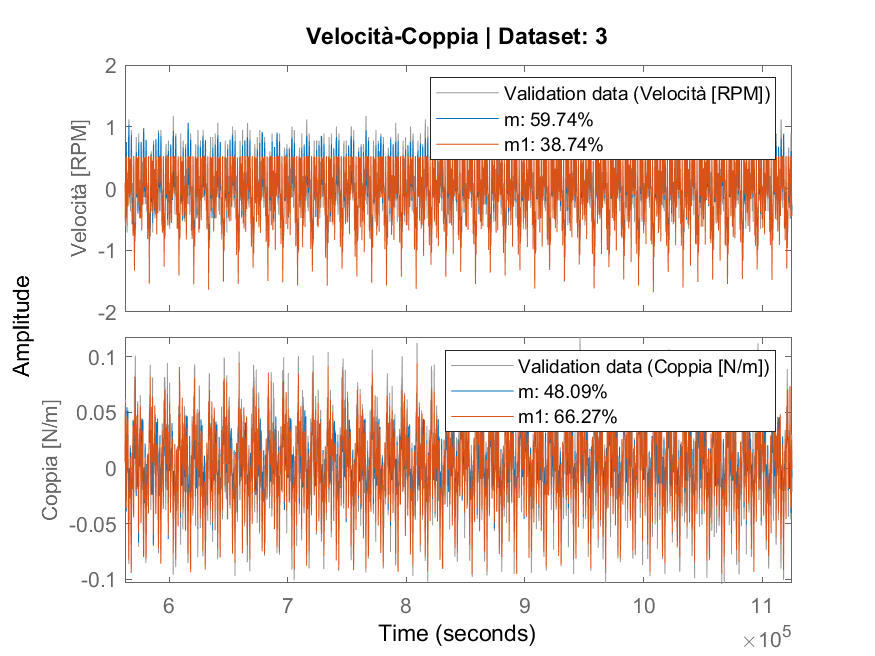 Velocità-Coppia | Dataset: 3
Amplitude
Velocità [RPM]
2
1
0
-1
-2
Validation data (Velocità [RPM])
m: 59.74%
m1: 38.74%
Coppia [N/m]
0.1
0.05
0
-0.05
-0.1
Validation data (Coppia [N/m])
m: 48.09%
m1: 66.27%
6 7 8 9 10 11
Time (seconds)
×10⁵